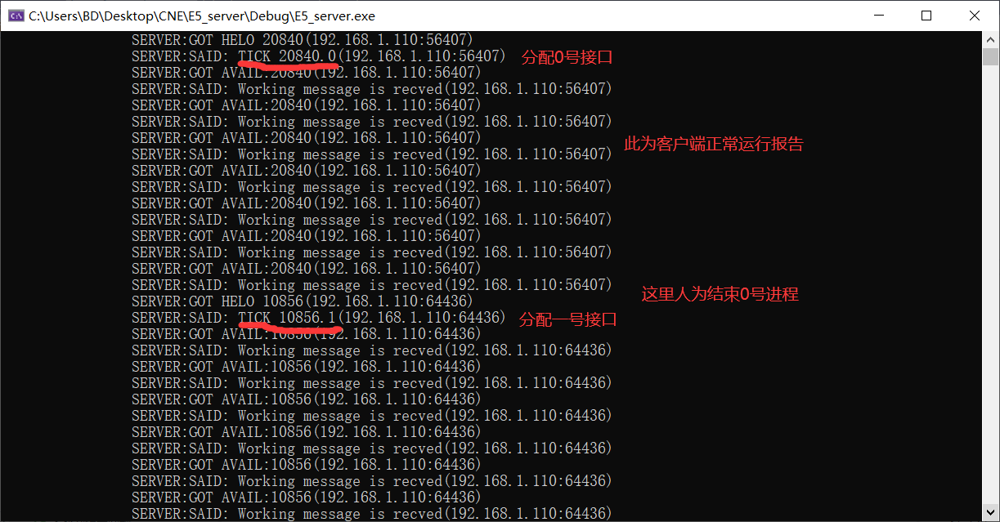 C:\Users\BD\Desktop\CNE\E5_server\Debug\E5_server.exe
SERVER:GOT HELO 20840(192.168.1.110:56407)
SERVER:SAID: TICK 20840.0(192.168.1.110:56407) 分配0号接口
SERVER:GOT AVAIL:20840(192.168.1.110:56407)
SERVER:SAID: Working message is recved(192.168.1.110:56407)
SERVER:GOT AVAIL:20840(192.168.1.110:56407)
SERVER:SAID: Working message is recved(192.168.1.110:56407)
SERVER:GOT AVAIL:20840(192.168.1.110:56407) 此为客户端正常运行报告
SERVER:SAID: Working message is recved(192.168.1.110:56407)
SERVER:GOT AVAIL:20840(192.168.1.110:56407)
SERVER:SAID: Working message is recved(192.168.1.110:56407)
SERVER:GOT AVAIL:20840(192.168.1.110:56407)
SERVER:SAID: Working message is recved(192.168.1.110:56407)
SERVER:GOT AVAIL:20840(192.168.1.110:56407)
SERVER:SAID: Working message is recved(192.168.1.110:56407)
SERVER:GOT AVAIL:20840(192.168.1.110:56407)
SERVER:SAID: Working message is recved(192.168.1.110:56407) 这里人为结束0号进程
SERVER:GOT HELO 10856(192.168.1.110:64436)
SERVER:SAID: TICK 10856.1(192.168.1.110:64436) 分配一号接口
SERVER:GOT AVAIL:10856(192.168.1.110:64436)
SERVER:SAID: Working message is recved(192.168.1.110:64436)
SERVER:GOT AVAIL:10856(192.168.1.110:64436)
SERVER:SAID: Working message is recved(192.168.1.110:64436)
SERVER:GOT AVAIL:10856(192.168.1.110:64436)
SERVER:SAID: Working message is recved(192.168.1.110:64436)
SERVER:GOT AVAIL:10856(192.168.1.110:64436)
SERVER:SAID: Working message is recved(192.168.1.110:64436)
SERVER:GOT AVAIL:10856(192.168.1.110:64436)
SERVER:SAID: Working message is recved(192.168.1.110:64436)
SERVER:GOT AVAIL:10856(192.168.1.110:64436)
SERVER:SAID: Working message is recved(192.168.1.110:64436)